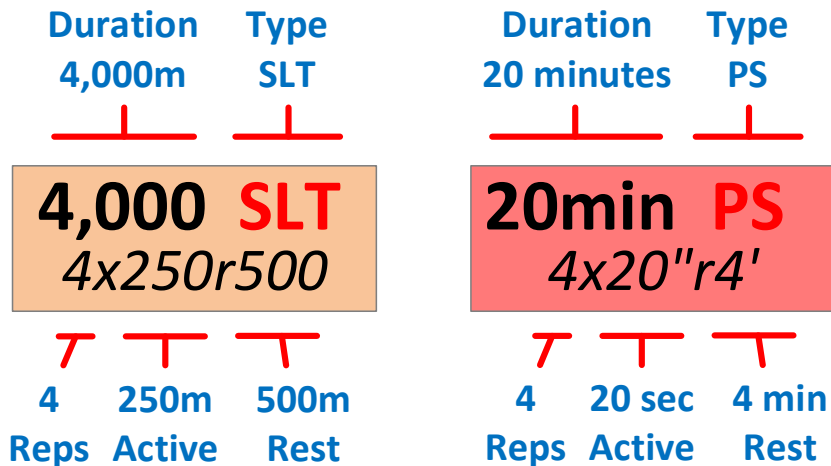 Duration Type
4,000m SLT
4,000 SLT
4x250r500
4 250m 500m
Reps Active Rest
Duration Type
20 minutes PS
20min PS
4x20"r4'
4 20 sec 4 min
Reps Active Rest